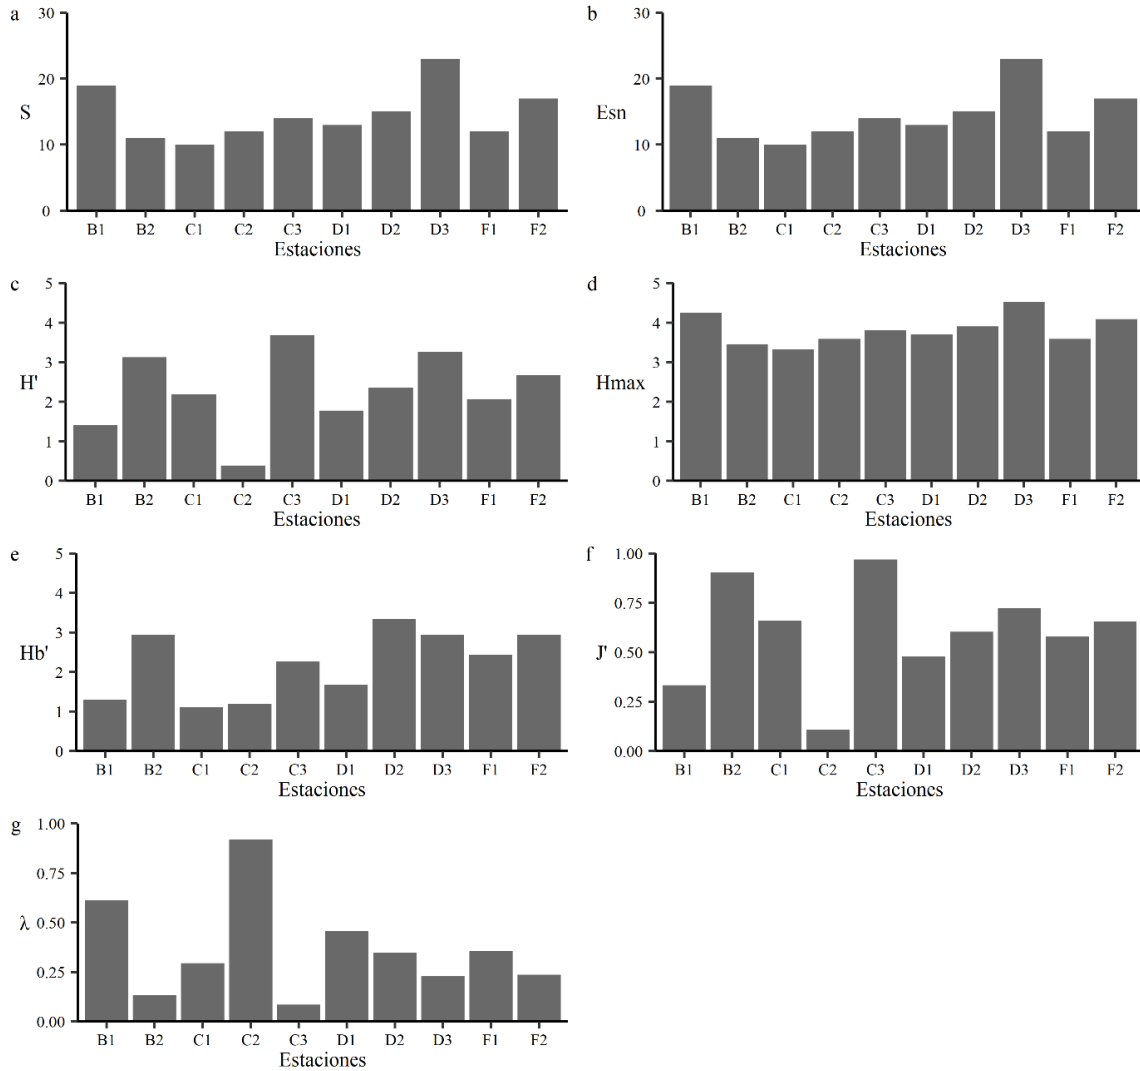 a
30
20
S
10
0
B1 B2 C1 C2 C3 D1 D2 D3 F1 F2
Estaciones
b
30
20
Esn
10
0
B1 B2 C1 C2 C3 D1 D2 D3 F1 F2
Estaciones
c
5
4
3
H'
2
1
0
B1 B2 C1 C2 C3 D1 D2 D3 F1 F2
Estaciones
d
5
4
3
Hmax
2
1
0
B1 B2 C1 C2 C3 D1 D2 D3 F1 F2
Estaciones
e
5
4
3
Hb'
2
1
0
B1 B2 C1 C2 C3 D1 D2 D3 F1 F2
Estaciones
f
1.00
0.75
J'
0.50
0.25
0.00
B1 B2 C1 C2 C3 D1 D2 D3 F1 F2
Estaciones
g
1.00
0.75
λ
0.50
0.25
0.00
B1 B2 C1 C2 C3 D1 D2 D3 F1 F2
Estaciones